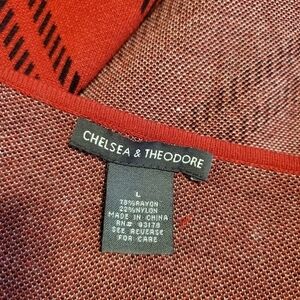 CHELSEA & THEODORE
L
78%RAYON
22%NYLON
MADE IN CHINA
RN# 93178
SEE REVERSE
FOR CARE